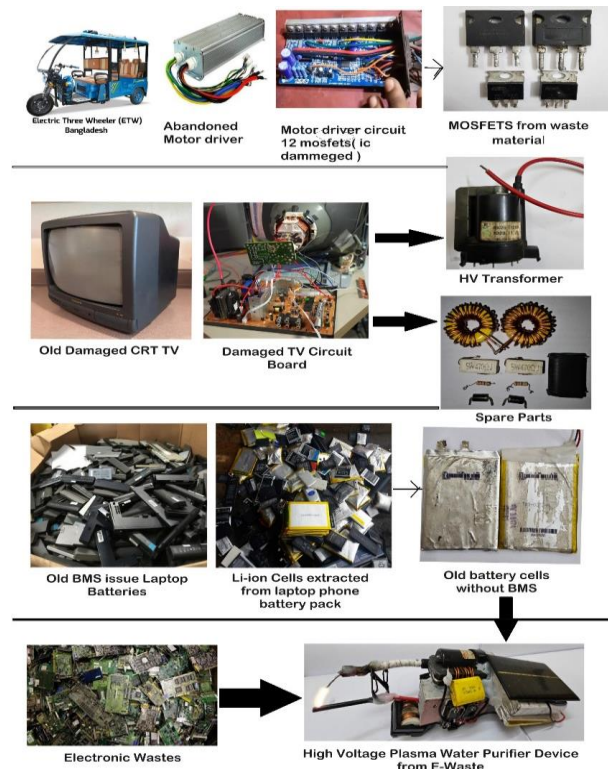 Electric Three Wheeler (ETW)
Bangladesh
Abandoned
Motor driver
Motor driver circuit
12 mosfets( ic
dammeged )
MOSFETS from waste
material
HV Transformer
Old Damaged CRT TV
Damaged TV Circuit
Board
Spare Parts
Old BMS issue Laptop
Batteries
Li-ion Cells extracted
from laptop phone
battery pack
Old battery cells
without BMS
Electronic Wastes
High Voltage Plasma Water Purifier Device
from E-Waste